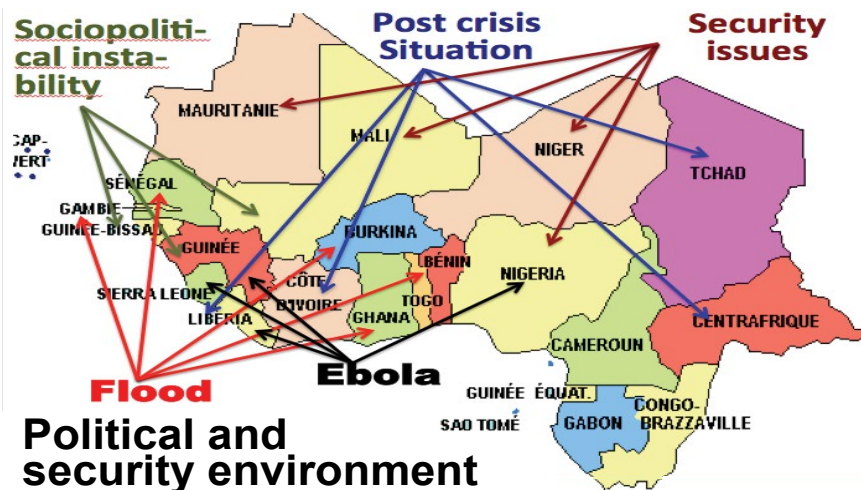 Sociopoliti-
cal insta-
bility
Post crisis
Situation
Security
issues
MAURITANIE
MALI
NIGER
TCHAD
CAP-
VERT
SÉNÉGAL
GAMBIE
GUINÉE-BISSAU
GUINÉE
BURKINA
BÉNIN
NIGERIA
SIERRA LEONE
CÔTE
D'IVOIRE
TOGO
LIBERIA
GHANA
CENTRAFRIQUE
CAMEROUN
Flood
Ebola
GUINÉE ÉQUAT.
CONGO-
BRAZZAVILLE
SAO TOMÉ
GABON
Political and
security environment